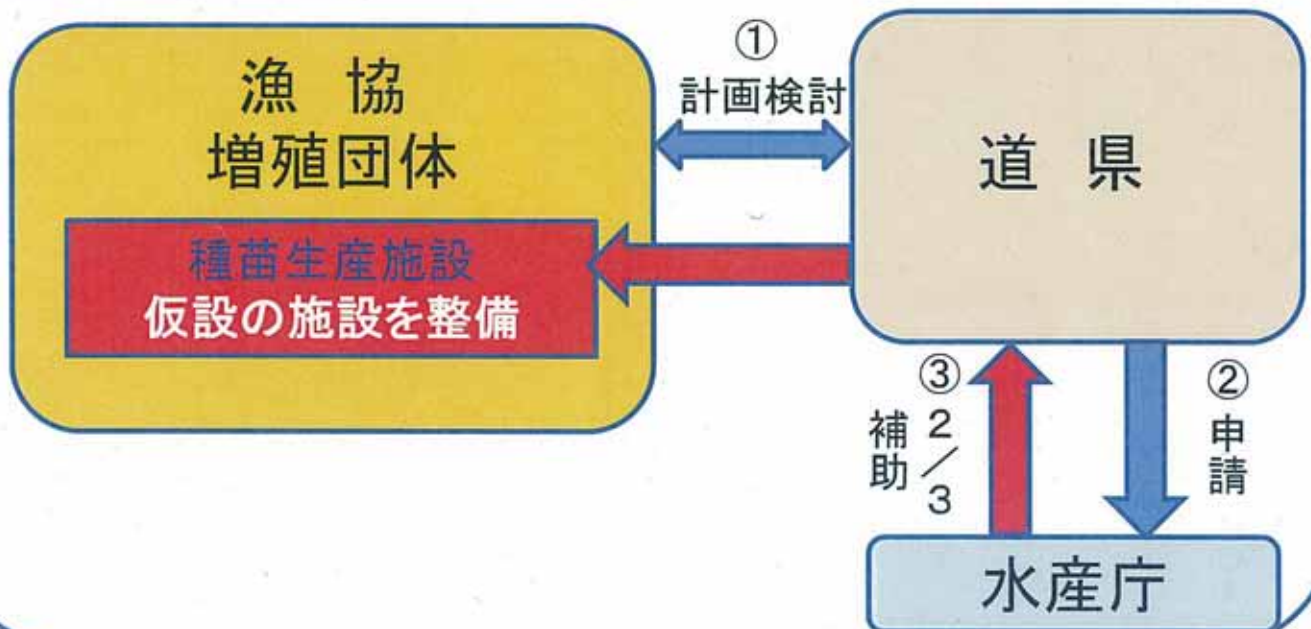 漁 協
増殖団体
種苗生産施設
仮設の施設を整備
①
計画検討
道 県
③
補助
2/3
②
申請
水産庁